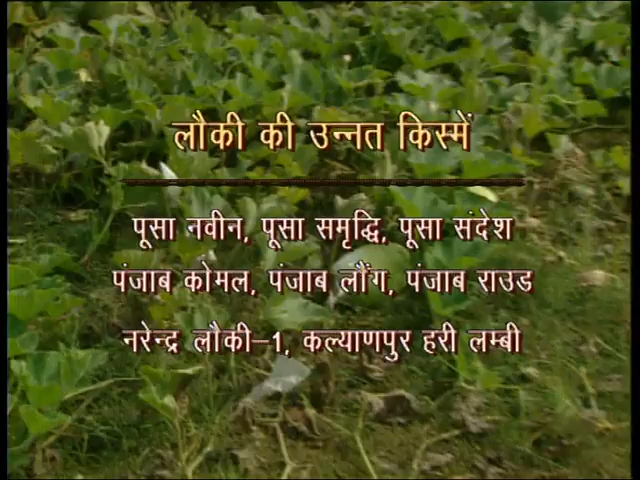 लौकी की उन्नत किस्में
पूसा नवीन, पूसा समृद्धि, पूसा संदेश
पंजाब कोमल, पंजाब लौंग, पंजाब राउड
नरेन्द्र लौकी–1, कल्याणपुर हरी लम्बी